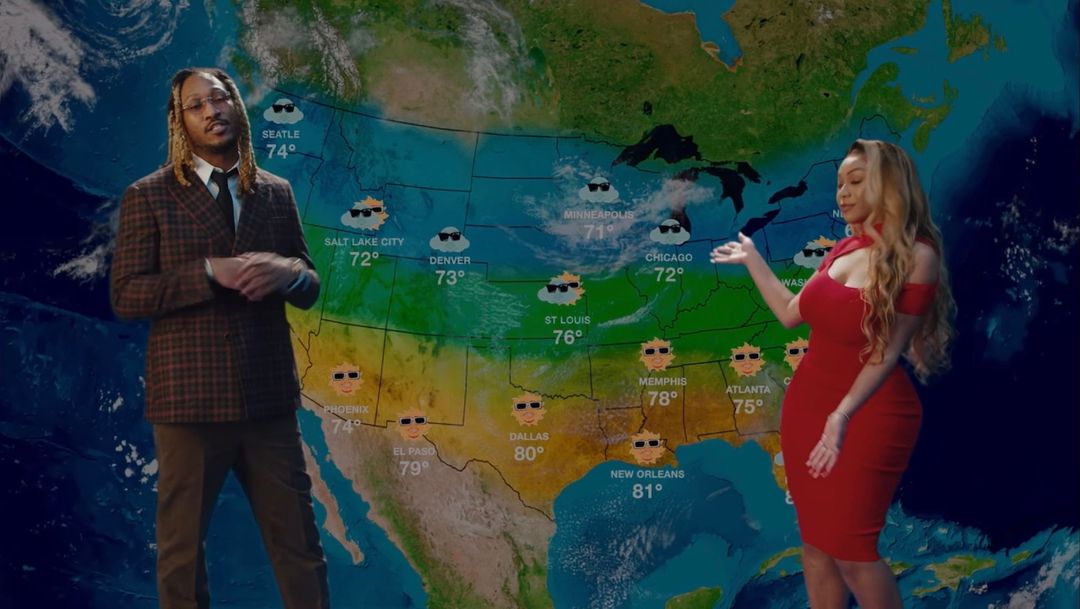 SEATLE
74°
SALT LAKE CITY
72°
DENVER
73°
MINNEAPOLIS
71°
CHICAGO
72°
ST LOUIS
76°
MEMPHIS
78°
ATLANTA
75°
PHOENIX
74°
EL PASO
79°
DALLAS
80°
NEW ORLEANS
81°